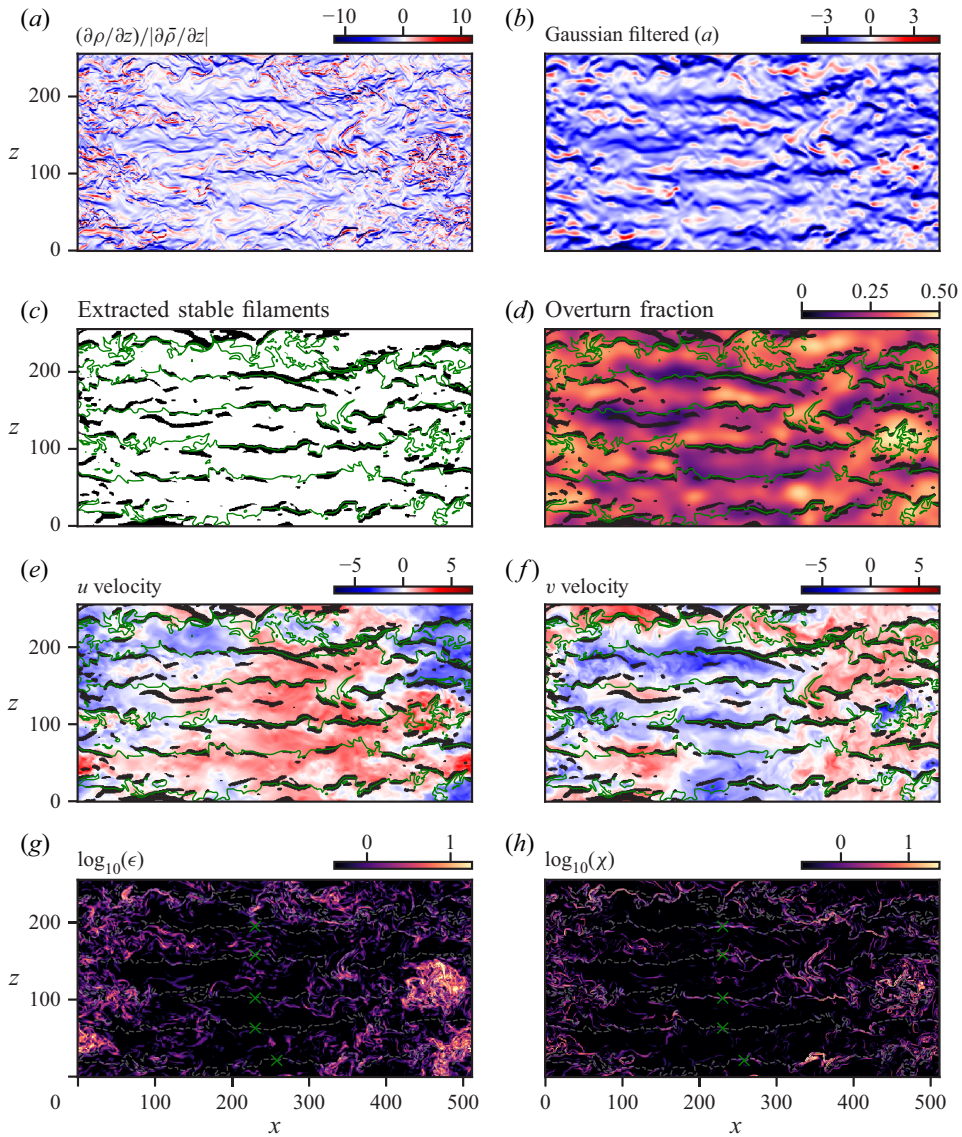 (a)
−10 0 10
(∂ρ/∂z)/|∂ρ̄/∂z|
(b)
−3 0 3
Gaussian filtered (a)
200
z
100
0
(c) Extracted stable filaments
(d) Overturn fraction
0 0.25 0.50
200
z
100
0
(e)
−5 0 5
u velocity
(f)
−5 0 5
v velocity
200
z
100
0
(g)
0 1
log₁₀(ϵ)
(h)
0 1
log₁₀(χ)
200
z
100
0 100 200 300 400 500
0 100 200 300 400 500
x
x